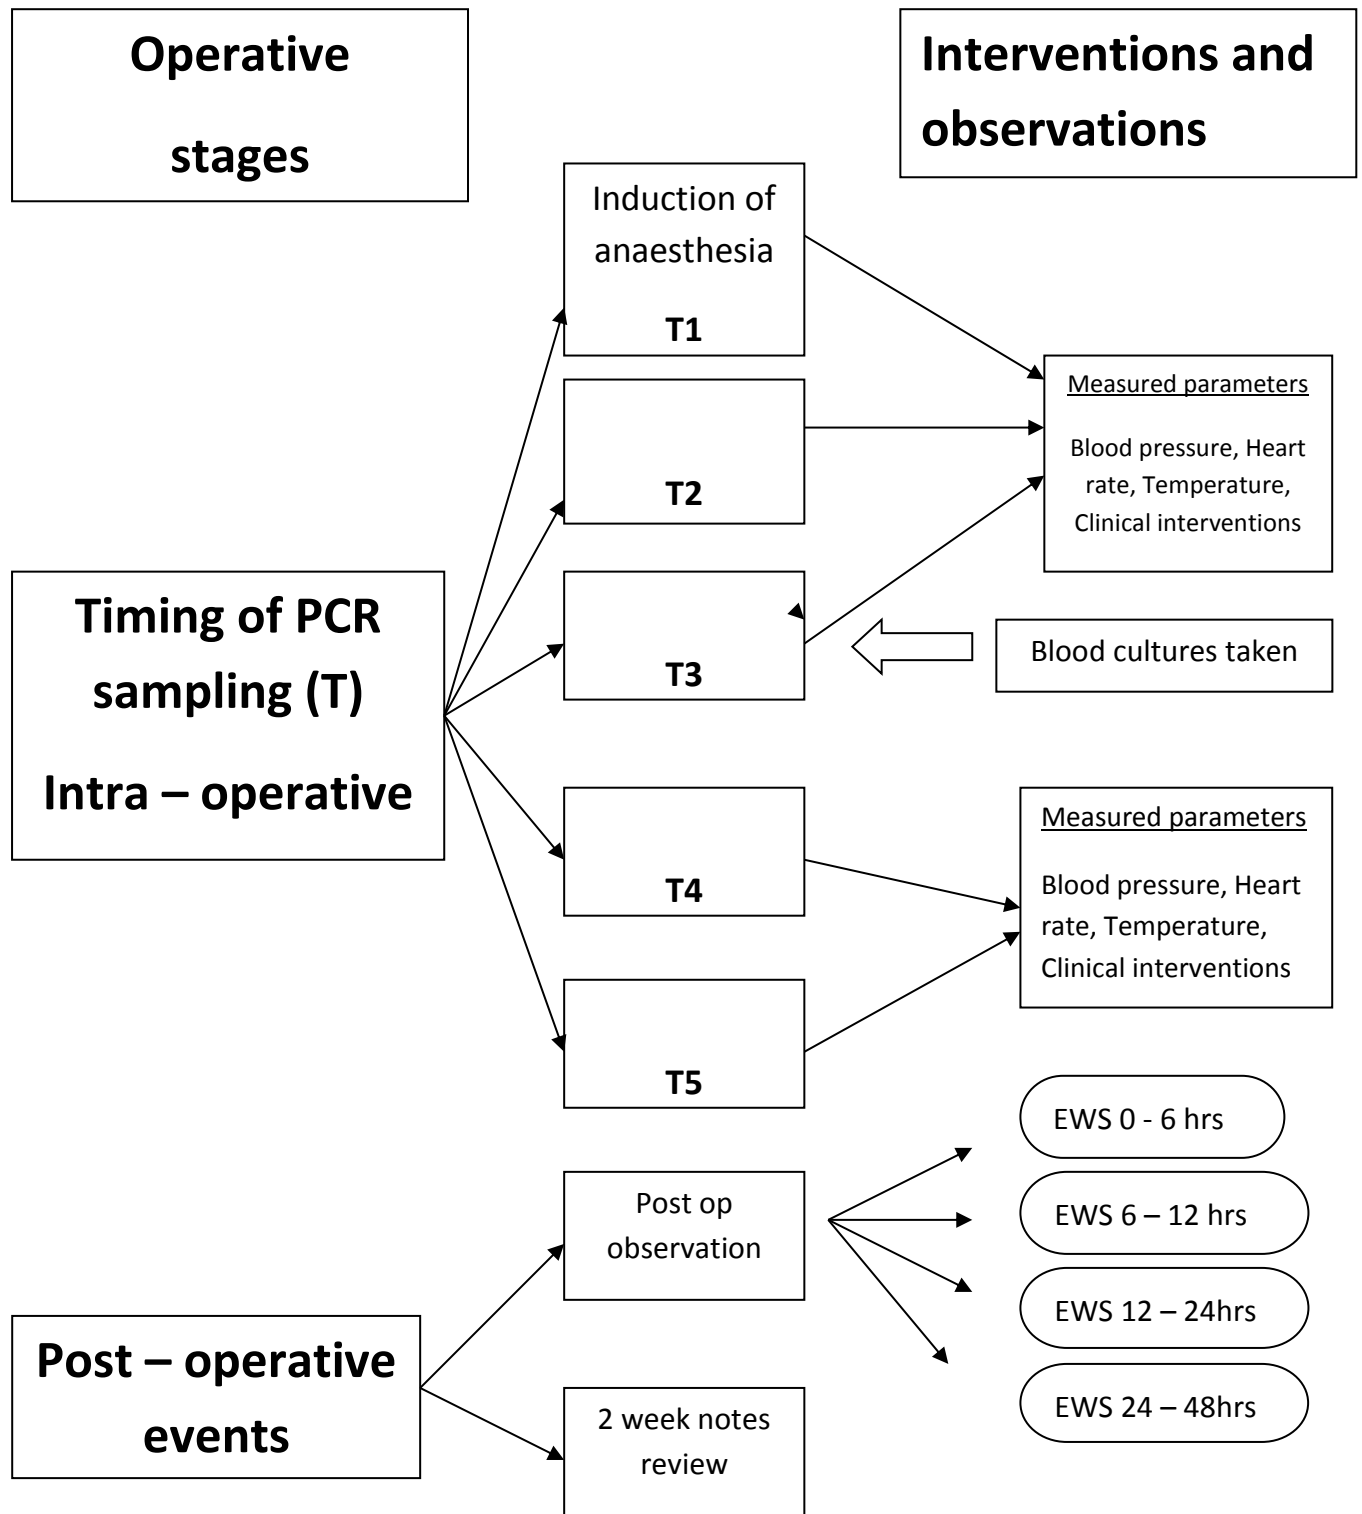 Operative
stages
Interventions and
observations
Induction of
anaesthesia
T1
T2
Measured parameters
Blood pressure, Heart
rate, Temperature,
Clinical interventions
Timing of PCR
sampling (T)
Intra – operative
T3
Blood cultures taken
T4
Measured parameters
Blood pressure, Heart
rate, Temperature,
Clinical interventions
T5
Post – operative
events
Post op
observation
EWS 0 - 6 hrs
EWS 6 – 12 hrs
EWS 12 – 24hrs
EWS 24 – 48hrs
2 week notes
review